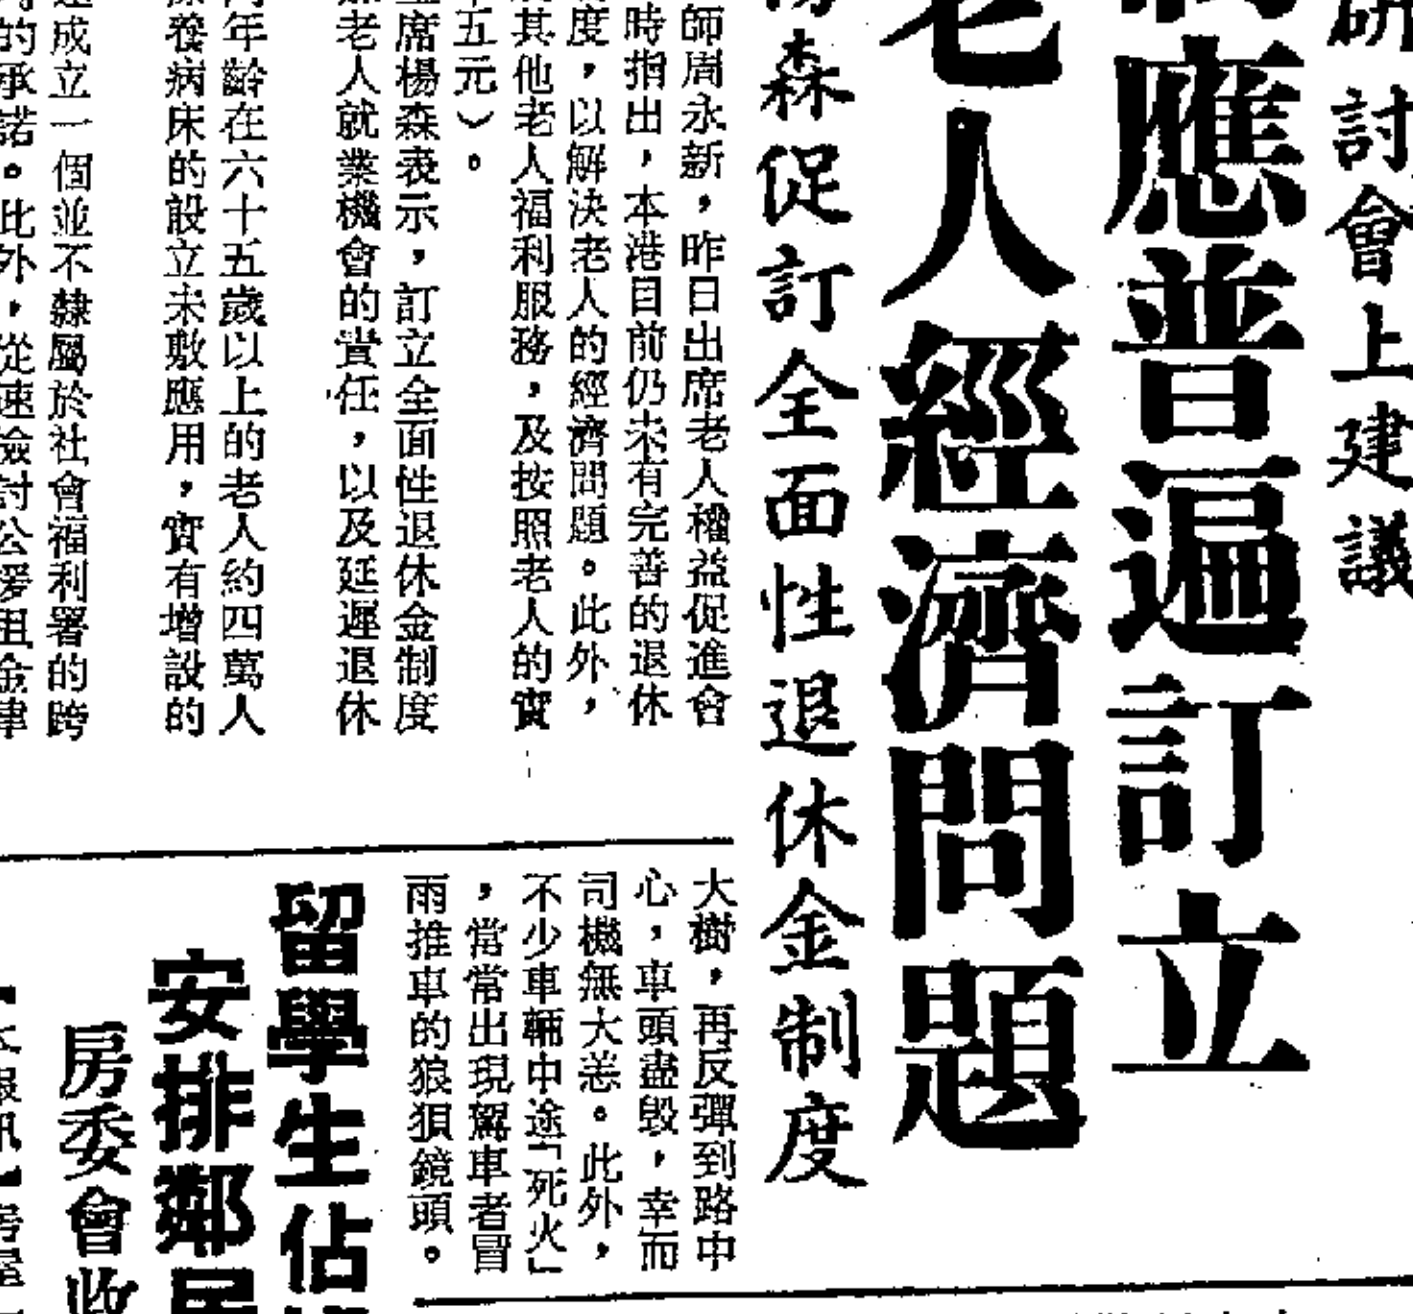 討會上建議
應普遍訂立
老人經濟問題
森促訂全面性退休金制度
師周永新，昨日出席老人權益促進會
時指出，本港目前仍未有完善的退休
度，以解決老人的經濟問題。此外，
其他老人福利服務，及按照老人的實
五元）。
席楊森表示，訂立全面性退休金制度
老人就業機會的責任，以及延遲退休
年齡在六十五歲以上的老人約四萬人
養病床的設立未敷應用，實有增設的
成立一個並不隸屬於社會福利署的跨
的承諾。此外，從速檢討公援租金津
大樹，再反彈到路中
心，車頭盡毀，幸而
司機無大恙。此外，
不少車輛中途「死火」
，常常出現駕車者冒
雨推車的狼狽鏡頭。
留學生佔
安排鄰居
房委會收